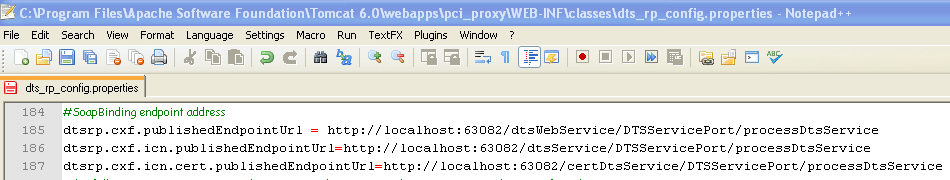 C:\Program Files\Apache Software Foundation\Tomcat 6.0\webapps\pci_proxy\WEB-INF\classes\dts_rp_config.properties - Notepad++
File Edit Search View Format Language Settings Macro Run TextFX Plugins Window ?
dts_rp_config.properties
184 #SoapBinding endpoint address
185 dtsrp.cxf.publishedEndpointUrl = http://localhost:63082/dtsWebService/DTSServicePort/processDtsService
186 dtsrp.cxf.icn.publishedEndpointUrl=http://localhost:63082/dtsService/DTSServicePort/processDtsService
187 dtsrp.cxf.icn.cert.publishedEndpointUrl=http://localhost:63082/certDtsService/DTSServicePort/processDtsService